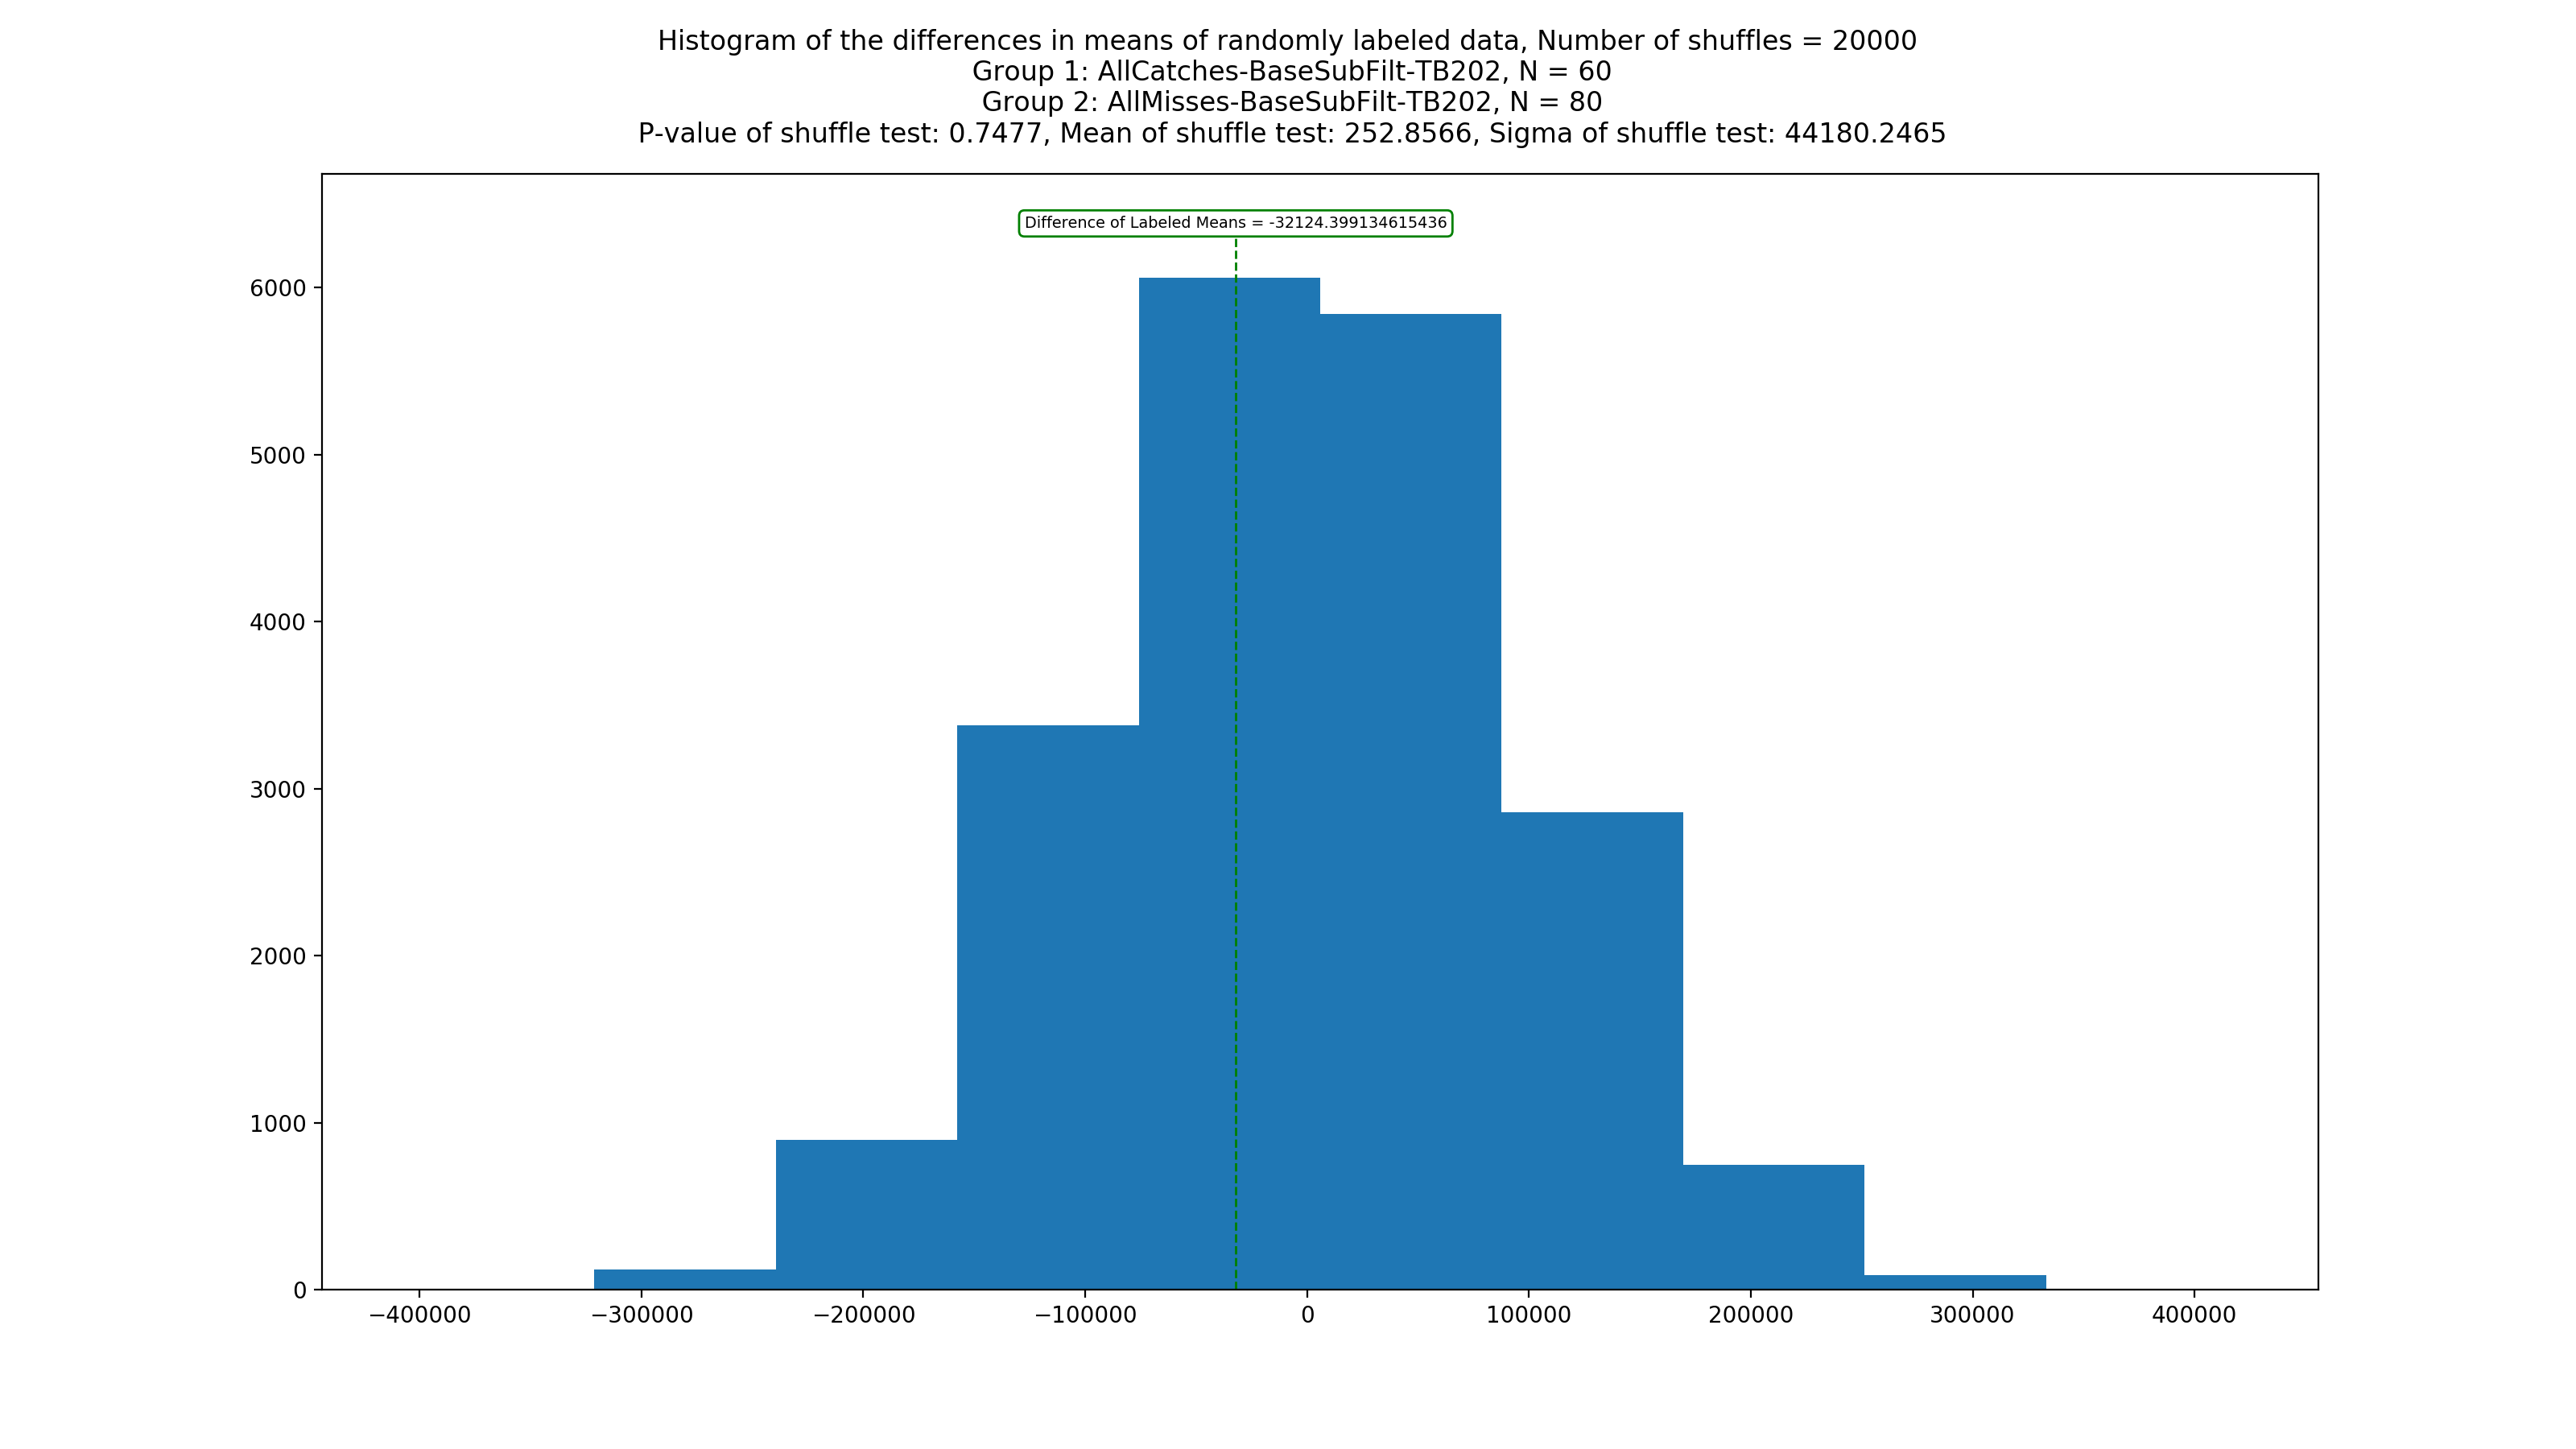 Histogram of the differences in means of randomly labeled data, Number of shuffles = 20000
Group 1: AllCatches-BaseSubFilt-TB202, N = 60
Group 2: AllMisses-BaseSubFilt-TB202, N = 80
P-value of shuffle test: 0.7477, Mean of shuffle test: 252.8566, Sigma of shuffle test: 44180.2465
Difference of Labeled Means = -32124.399134615436
6000
5000
4000
3000
2000
1000
0
−400000 −300000 −200000 −100000 0 100000 200000 300000 400000